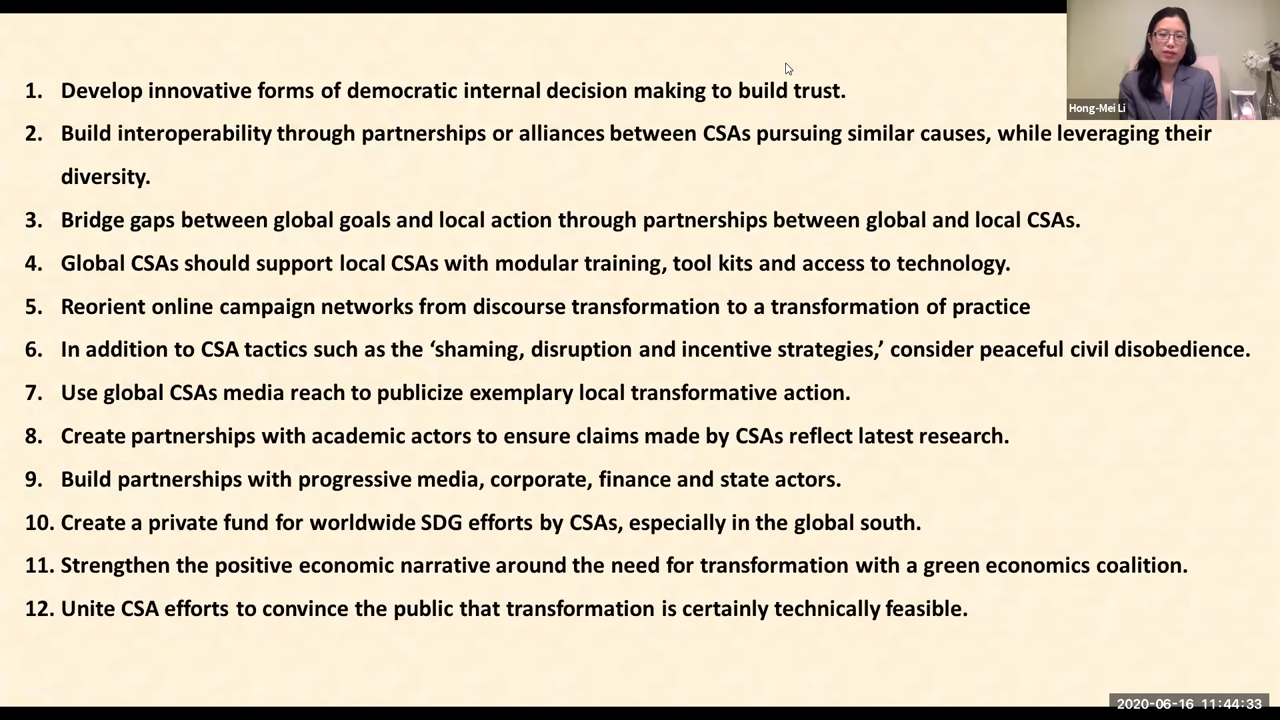 Hong-Mei Li
1. Develop innovative forms of democratic internal decision making to build trust.
2. Build interoperability through partnerships or alliances between CSAs pursuing similar causes, while leveraging their
diversity.
3. Bridge gaps between global goals and local action through partnerships between global and local CSAs.
4. Global CSAs should support local CSAs with modular training, tool kits and access to technology.
5. Reorient online campaign networks from discourse transformation to a transformation of practice
6. In addition to CSA tactics such as the ‘shaming, disruption and incentive strategies,’ consider peaceful civil disobedience.
7. Use global CSAs media reach to publicize exemplary local transformative action.
8. Create partnerships with academic actors to ensure claims made by CSAs reflect latest research.
9. Build partnerships with progressive media, corporate, finance and state actors.
10. Create a private fund for worldwide SDG efforts by CSAs, especially in the global south.
11. Strengthen the positive economic narrative around the need for transformation with a green economics coalition.
12. Unite CSA efforts to convince the public that transformation is certainly technically feasible.
2020-06-16 11:44:33